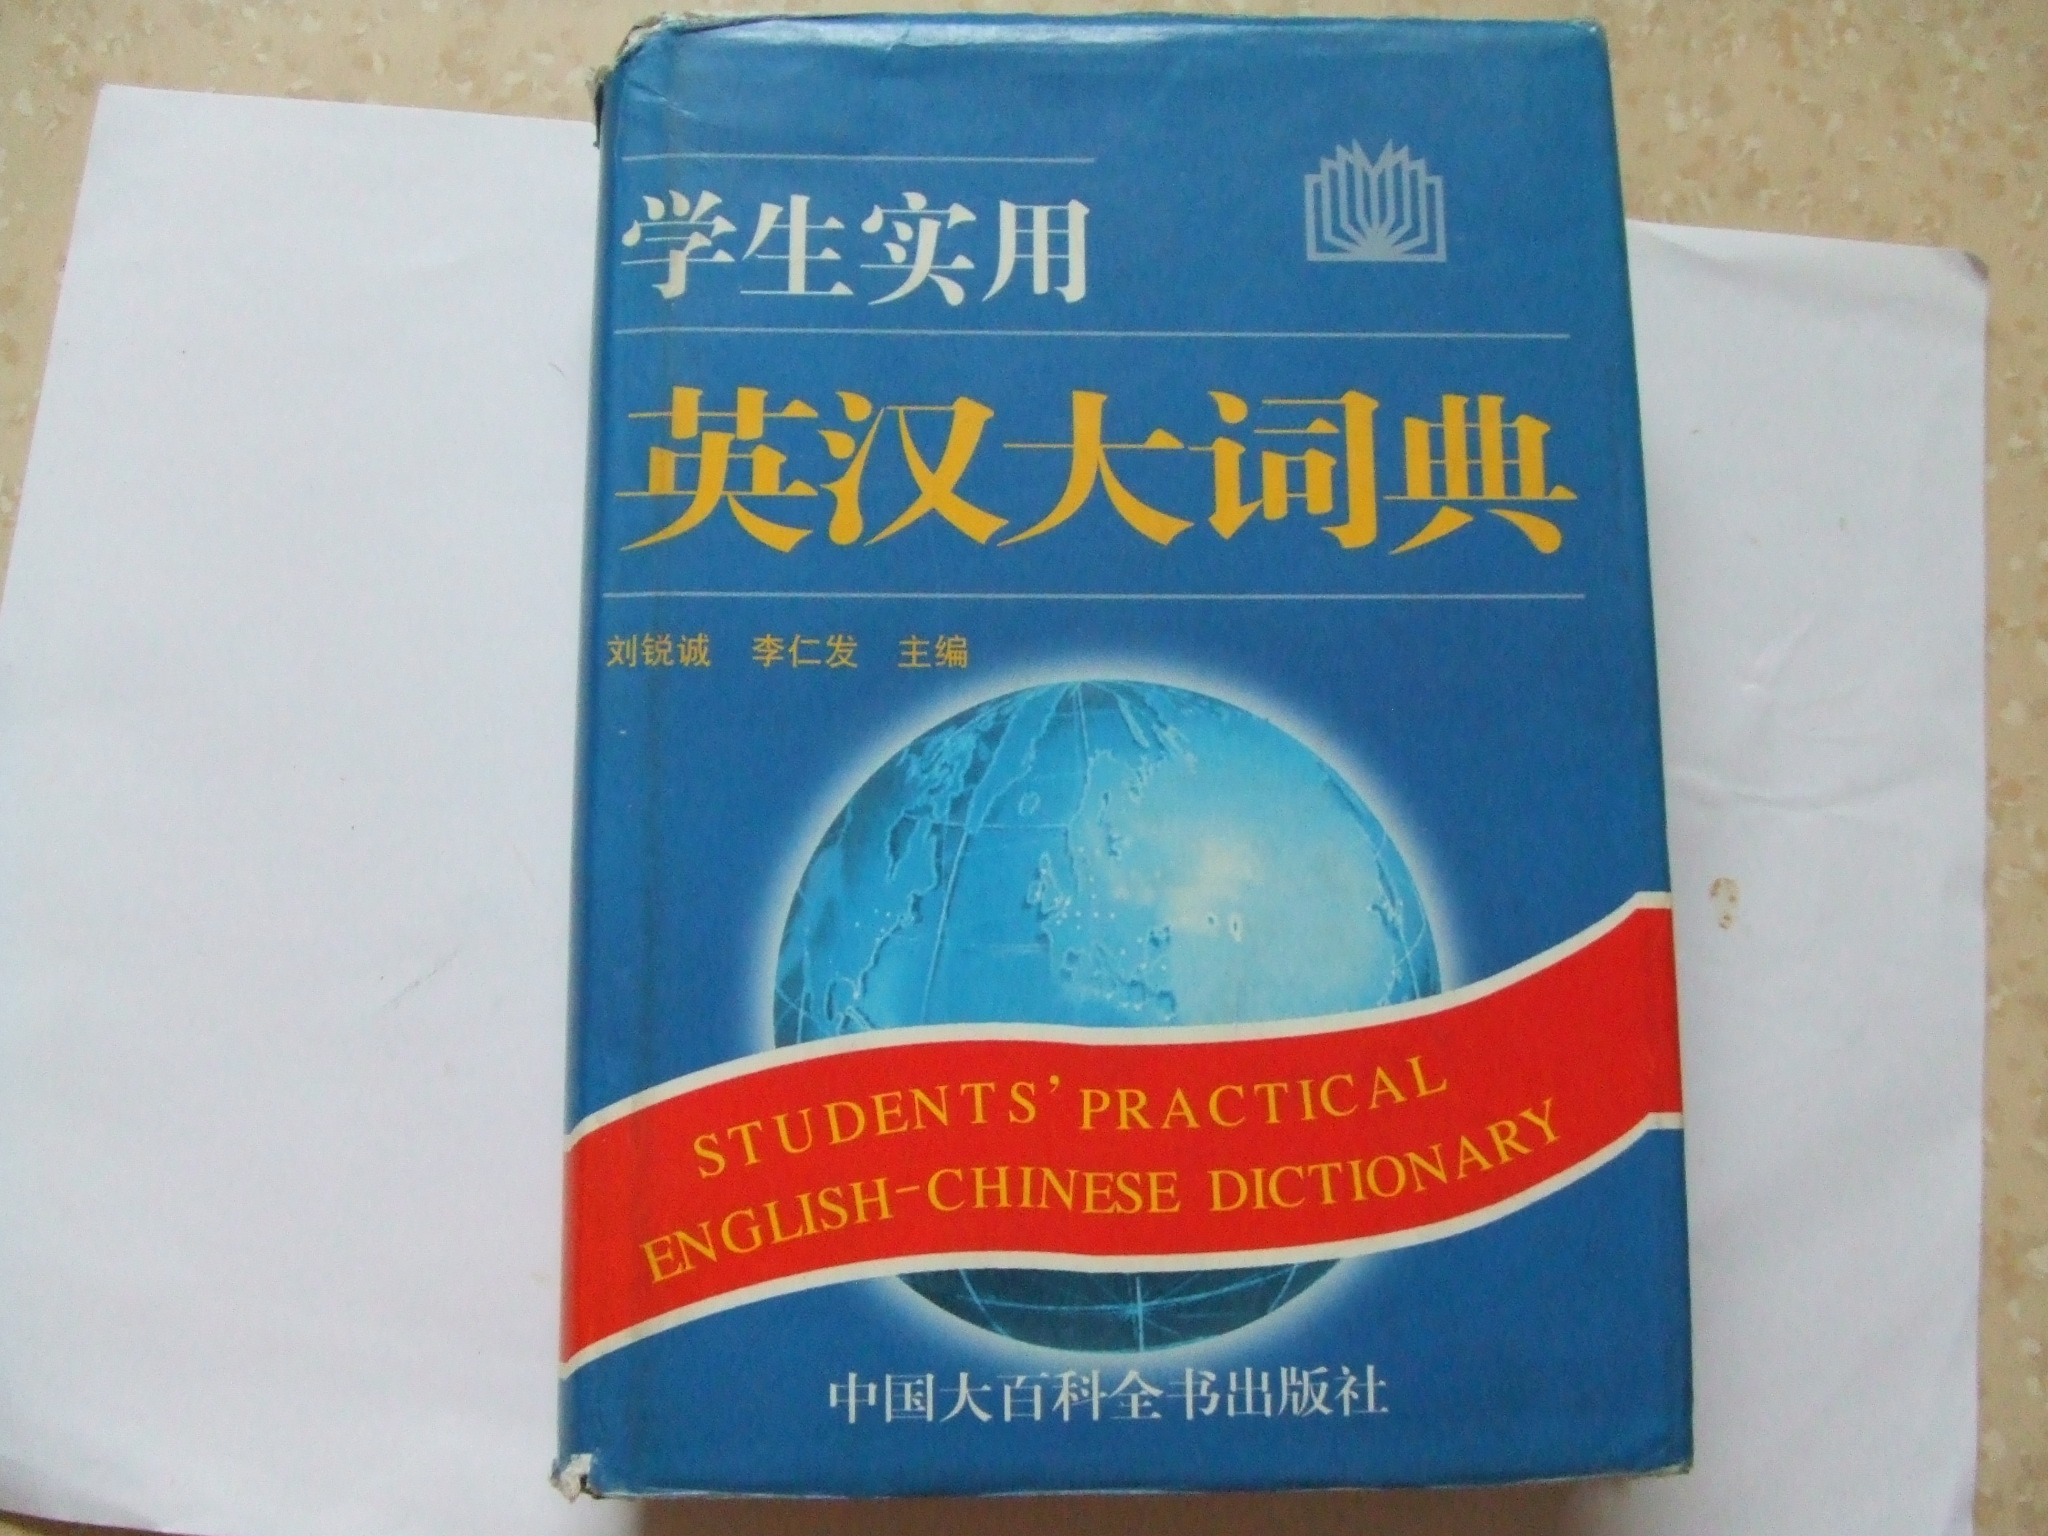 学生实用
英汉大词典
刘锐诚 李仁发 主编
STUDENTS' PRACTICAL
ENGLISH-CHINESE DICTIONARY
中国大百科全书出版社